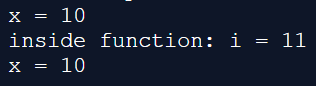 x = 10
inside function: i = 11
x = 10